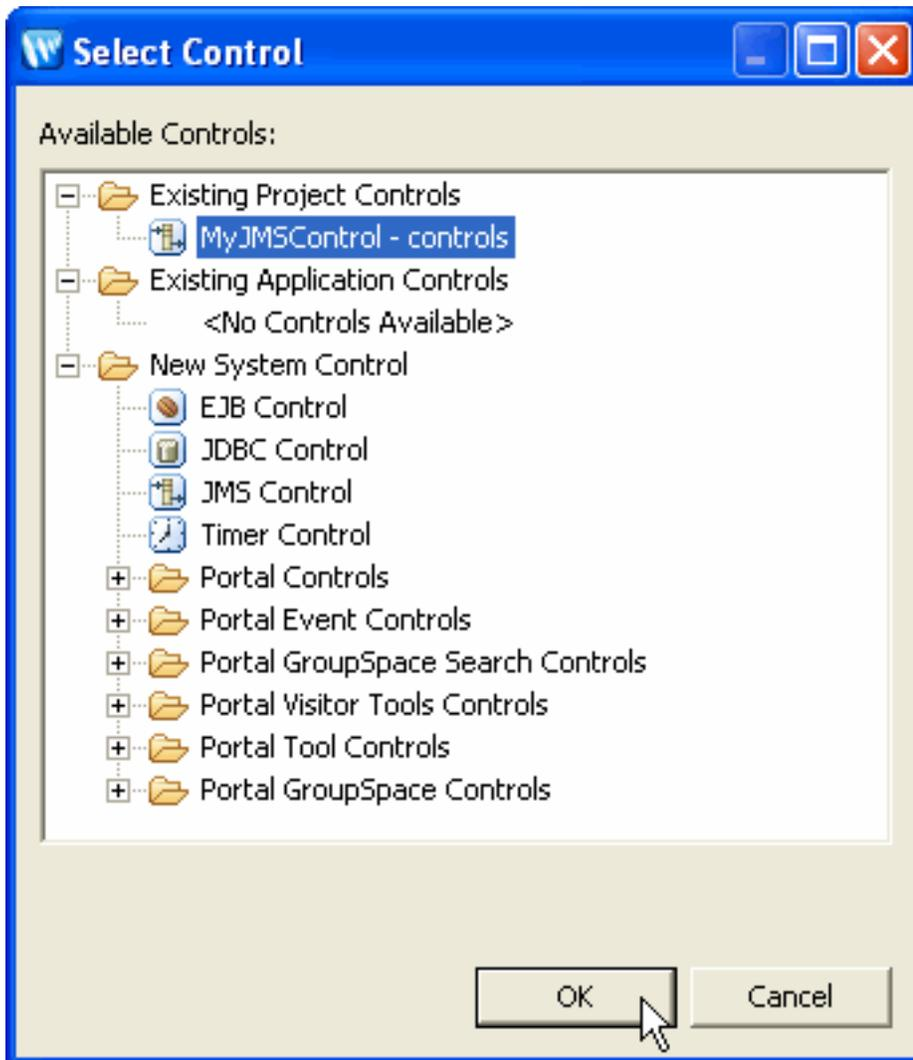 Select Control
Available Controls:
Existing Project Controls
MyJMSControl - controls
Existing Application Controls
<No Controls Available>
New System Control
EJB Control
JDBC Control
JMS Control
Timer Control
Portal Controls
Portal Event Controls
Portal GroupSpace Search Controls
Portal Visitor Tools Controls
Portal Tool Controls
Portal GroupSpace Controls
OK Cancel